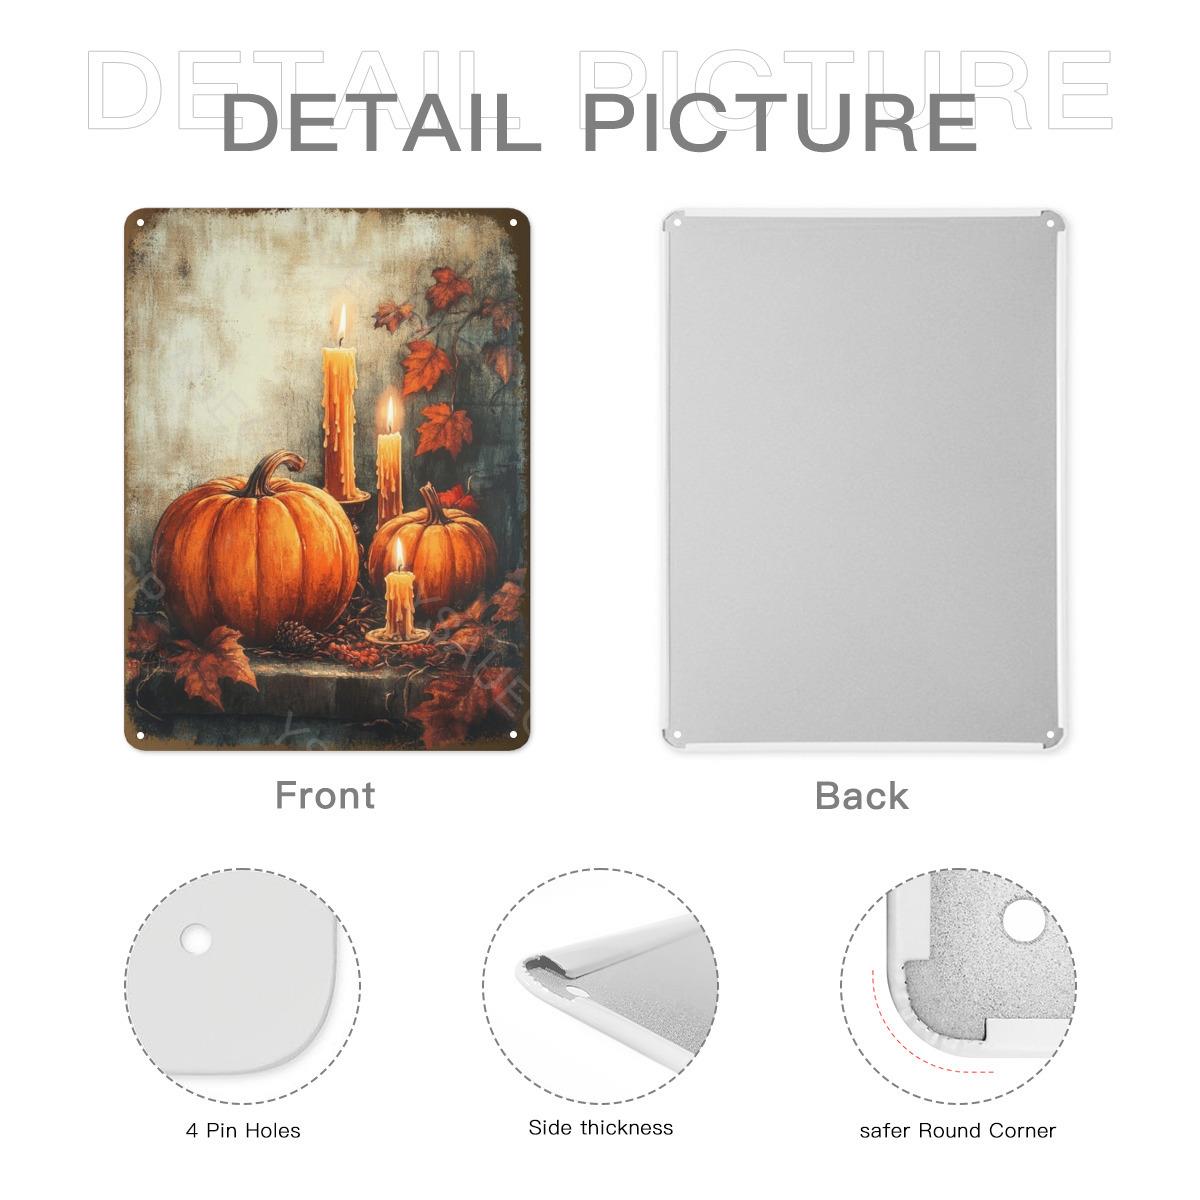 DETAIL PICTURE
DETAIL PICTURE
Front
Back
4 Pin Holes
Side thickness
safer Round Corner